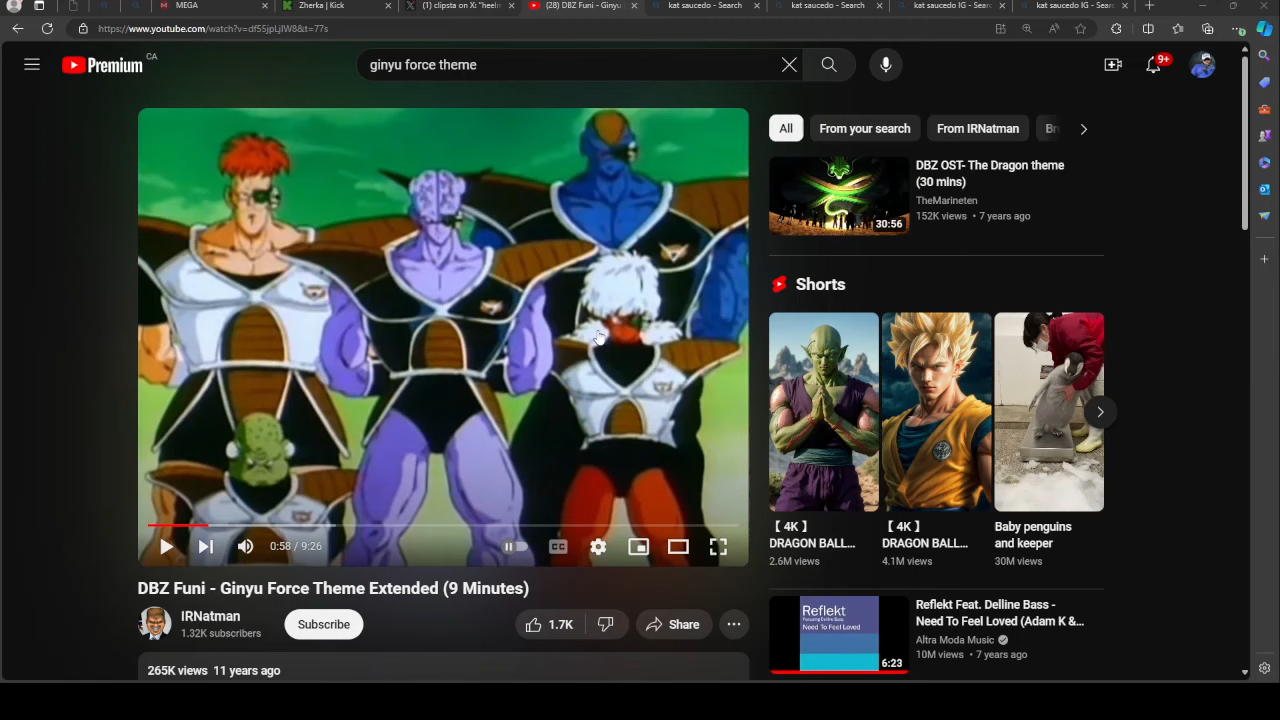 MEGA
Zherka | Kick
(1) clipsta on X: "heelm
(28) DBZ Funi - Ginyu
kat saucedo - Search
kat saucedo - Search
kat saucedo IG - Searc
kat saucedo IG - Searc
https://www.youtube.com/watch?v=df55jpLjIW8&t=77s
Premium CA
ginyu force theme
9+
All
From your search
From IRNatman
DBZ OST- The Dragon theme
(30 mins)
TheMarineten
152K views • 7 years ago
30:56
Shorts
【 4K 】
DRAGON BALL...
2.6M views
【 4K 】
DRAGON BALL...
4.1M views
Baby penguins
and keeper
30M views
0:58 / 9:26
CC
DBZ Funi - Ginyu Force Theme Extended (9 Minutes)
IRNatman
1.32K subscribers
Subscribe
1.7K
Share
Reflekt
Need To Feel Loved
6:23
Reflekt Feat. Delline Bass -
Need To Feel Loved (Adam K &...
Altra Moda Music
10M views • 7 years ago
265K views 11 years ago